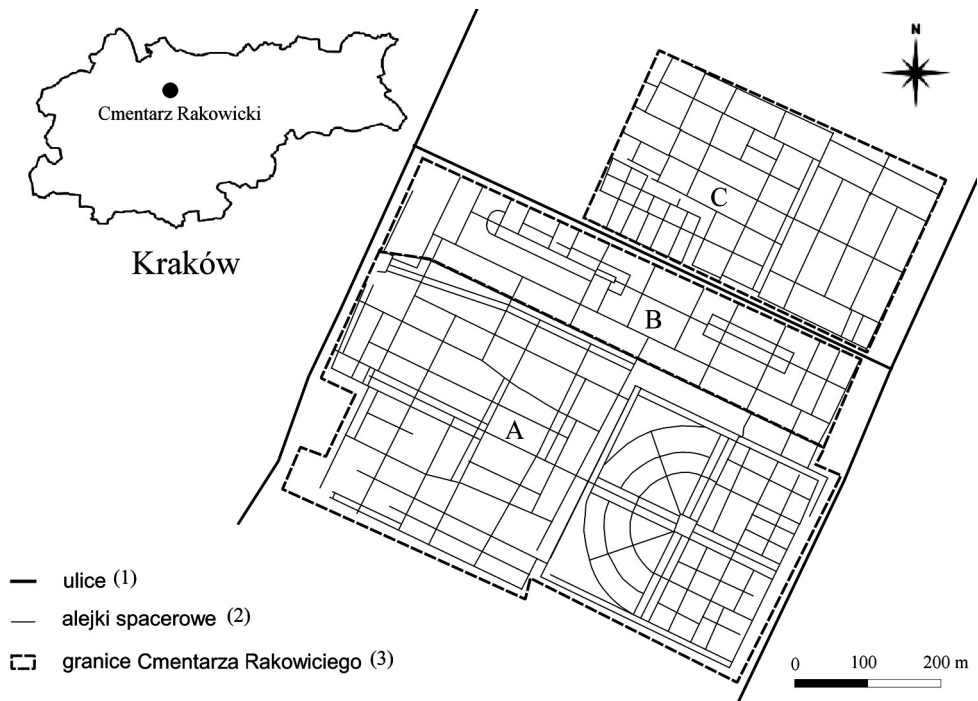 Cmentarz Rakowicki
Kraków
N
C
B
A
ulice (1)
alejki spacerowe (2)
granice Cmentarza Rakowiciego (3)
0 100 200 m